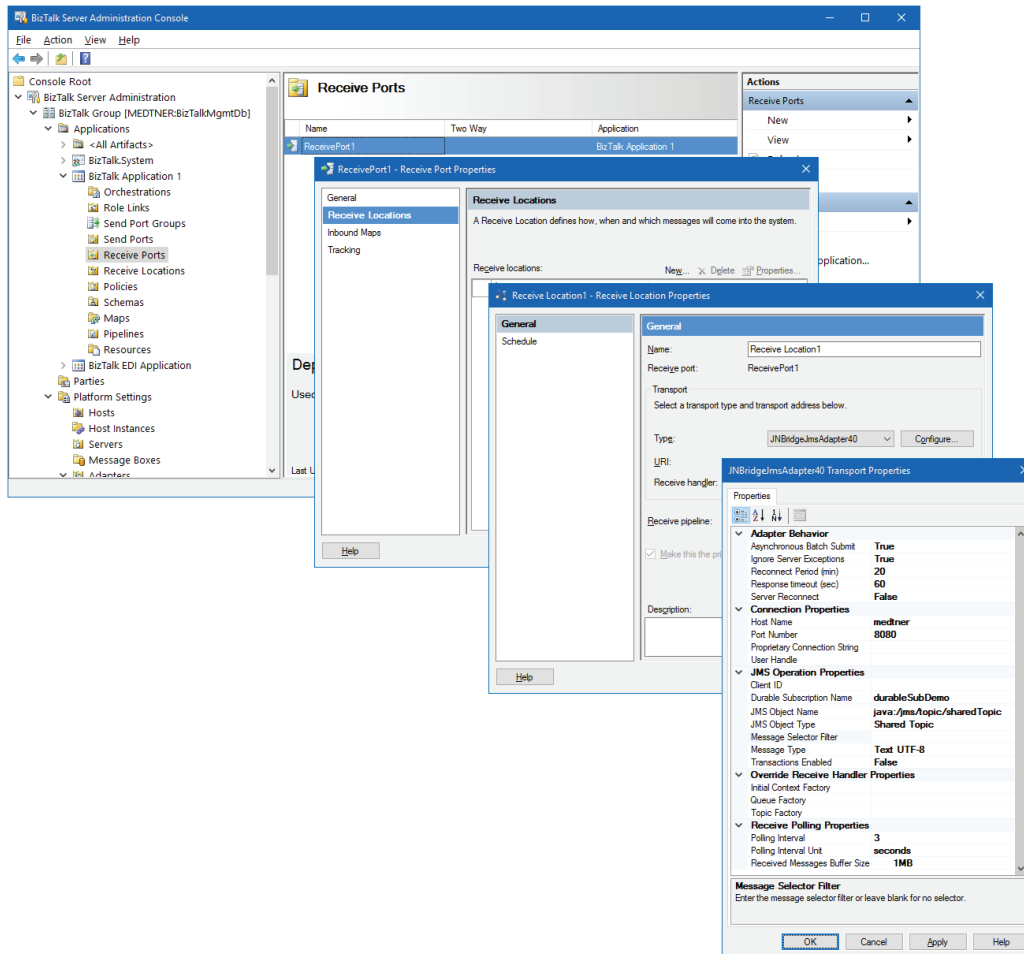 BizTalk Server Administration Console
File Action View Help
Console Root
BizTalk Server Administration
BizTalk Group [MEDTNER:BizTalkMgmtDb]
Applications
<All Artifacts>
BizTalk.System
BizTalk Application 1
Orchestrations
Role Links
Send Port Groups
Send Ports
Receive Ports
Receive Locations
Policies
Schemas
Maps
Pipelines
Resources
BizTalk EDI Application
Parties
Platform Settings
Hosts
Host Instances
Servers
Message Boxes
Adapters
Receive Ports
Name Two Way Application
ReceivePort1 BizTalk Application 1
Actions
Receive Ports
New
View
pplication...
Dep
Used
Last U
ReceivePort1 - Receive Port Properties
General
Receive Locations
Inbound Maps
Tracking
Receive Locations
A Receive Location defines how, when and which messages will come into the system.
Receive locations: New... Delete Properties...
Help
Receive Location1 - Receive Location Properties
General
Schedule
General
Name: Receive Location1
Receive port: ReceivePort1
Transport
Select a transport type and transport address below.
Type: JNBridgeJmsAdapter40 Configure...
URI:
Receive handler:
Receive pipeline:
Make this the pri
Description:
Help
JNBridgeJmsAdapter40 Transport Properties
Properties
Adapter Behavior
Asynchronous Batch Submit True
Ignore Server Exceptions True
Reconnect Period (min) 20
Response timeout (sec) 60
Server Reconnect False
Connection Properties
Host Name medtner
Port Number 8080
Proprietary Connection String
User Handle
JMS Operation Properties
Client ID
Durable Subscription Name durableSubDemo
JMS Object Name java:/jms/topic/sharedTopic
JMS Object Type Shared Topic
Message Selector Filter
Message Type Text UTF-8
Transactions Enabled False
Override Receive Handler Properties
Initial Context Factory
Queue Factory
Topic Factory
Receive Polling Properties
Polling Interval 3
Polling Interval Unit seconds
Received Messages Buffer Size 1MB
Message Selector Filter
Enter the message selector filter or leave blank for no selector.
OK Cancel Apply Help